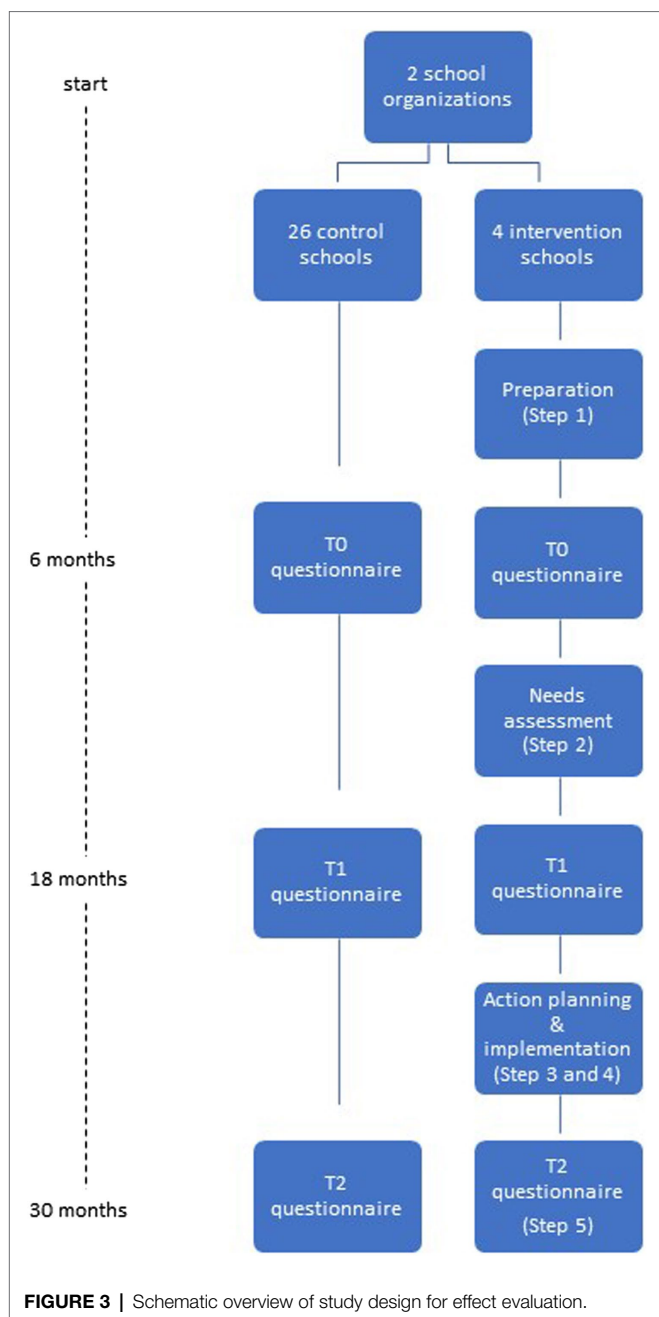 start
2 school
organizations
26 control
schools
4 intervention
schools
Preparation
(Step 1)
6 months
T0
questionnaire
T0
questionnaire
Needs
assessment
(Step 2)
18 months
T1
questionnaire
T1
questionnaire
Action planning
&
implementation
(Step 3 and 4)
30 months
T2
questionnaire
T2
questionnaire
(Step 5)
FIGURE 3 | Schematic overview of study design for effect evaluation.